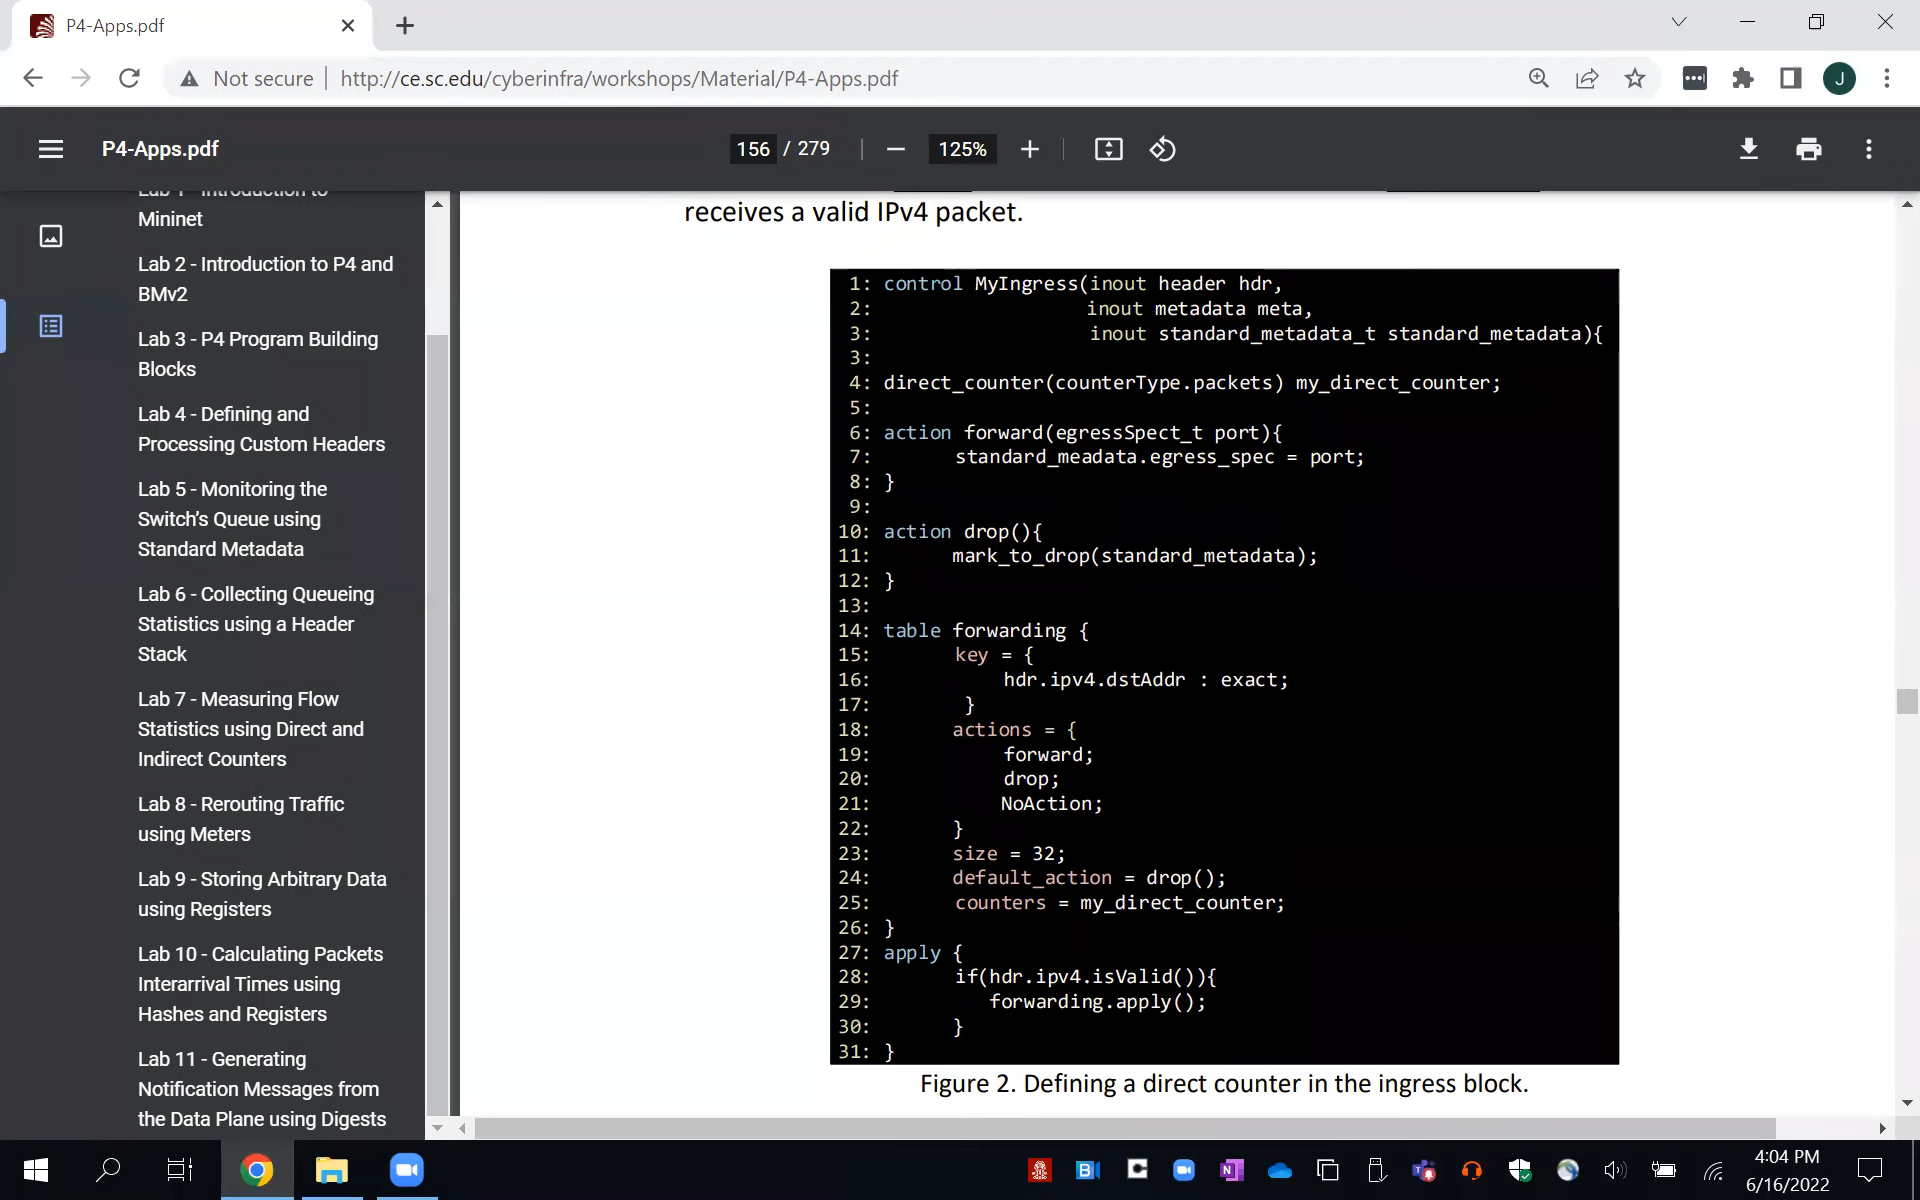 P4-Apps.pdf
Not secure
http://ce.sc.edu/cyberinfra/workshops/Material/P4-Apps.pdf
J
P4-Apps.pdf
156 / 279
125%
Lab 1 - Introduction to
Mininet
Lab 2 - Introduction to P4 and
BMv2
Lab 3 - P4 Program Building
Blocks
Lab 4 - Defining and
Processing Custom Headers
Lab 5 - Monitoring the
Switch’s Queue using
Standard Metadata
Lab 6 - Collecting Queueing
Statistics using a Header
Stack
Lab 7 - Measuring Flow
Statistics using Direct and
Indirect Counters
Lab 8 - Rerouting Traffic
using Meters
Lab 9 - Storing Arbitrary Data
using Registers
Lab 10 - Calculating Packets
Interarrival Times using
Hashes and Registers
Lab 11 - Generating
Notification Messages from
the Data Plane using Digests
receives a valid IPv4 packet.
1: control MyIngress(inout header hdr,
2: inout metadata meta,
3: inout standard_metadata_t standard_metadata){
3:
4: direct_counter(counterType.packets) my_direct_counter;
5:
6: action forward(egressSpect_t port){
7: standard_meadata.egress_spec = port;
8: }
9:
10: action drop(){
11: mark_to_drop(standard_metadata);
12: }
13:
14: table forwarding {
15: key = {
16: hdr.ipv4.dstAddr : exact;
17: }
18: actions = {
19: forward;
20: drop;
21: NoAction;
22: }
23: size = 32;
24: default_action = drop();
25: counters = my_direct_counter;
26: }
27: apply {
28: if(hdr.ipv4.isValid()){
29: forwarding.apply();
30: }
31: }
Figure 2. Defining a direct counter in the ingress block.
4:04 PM
6/16/2022